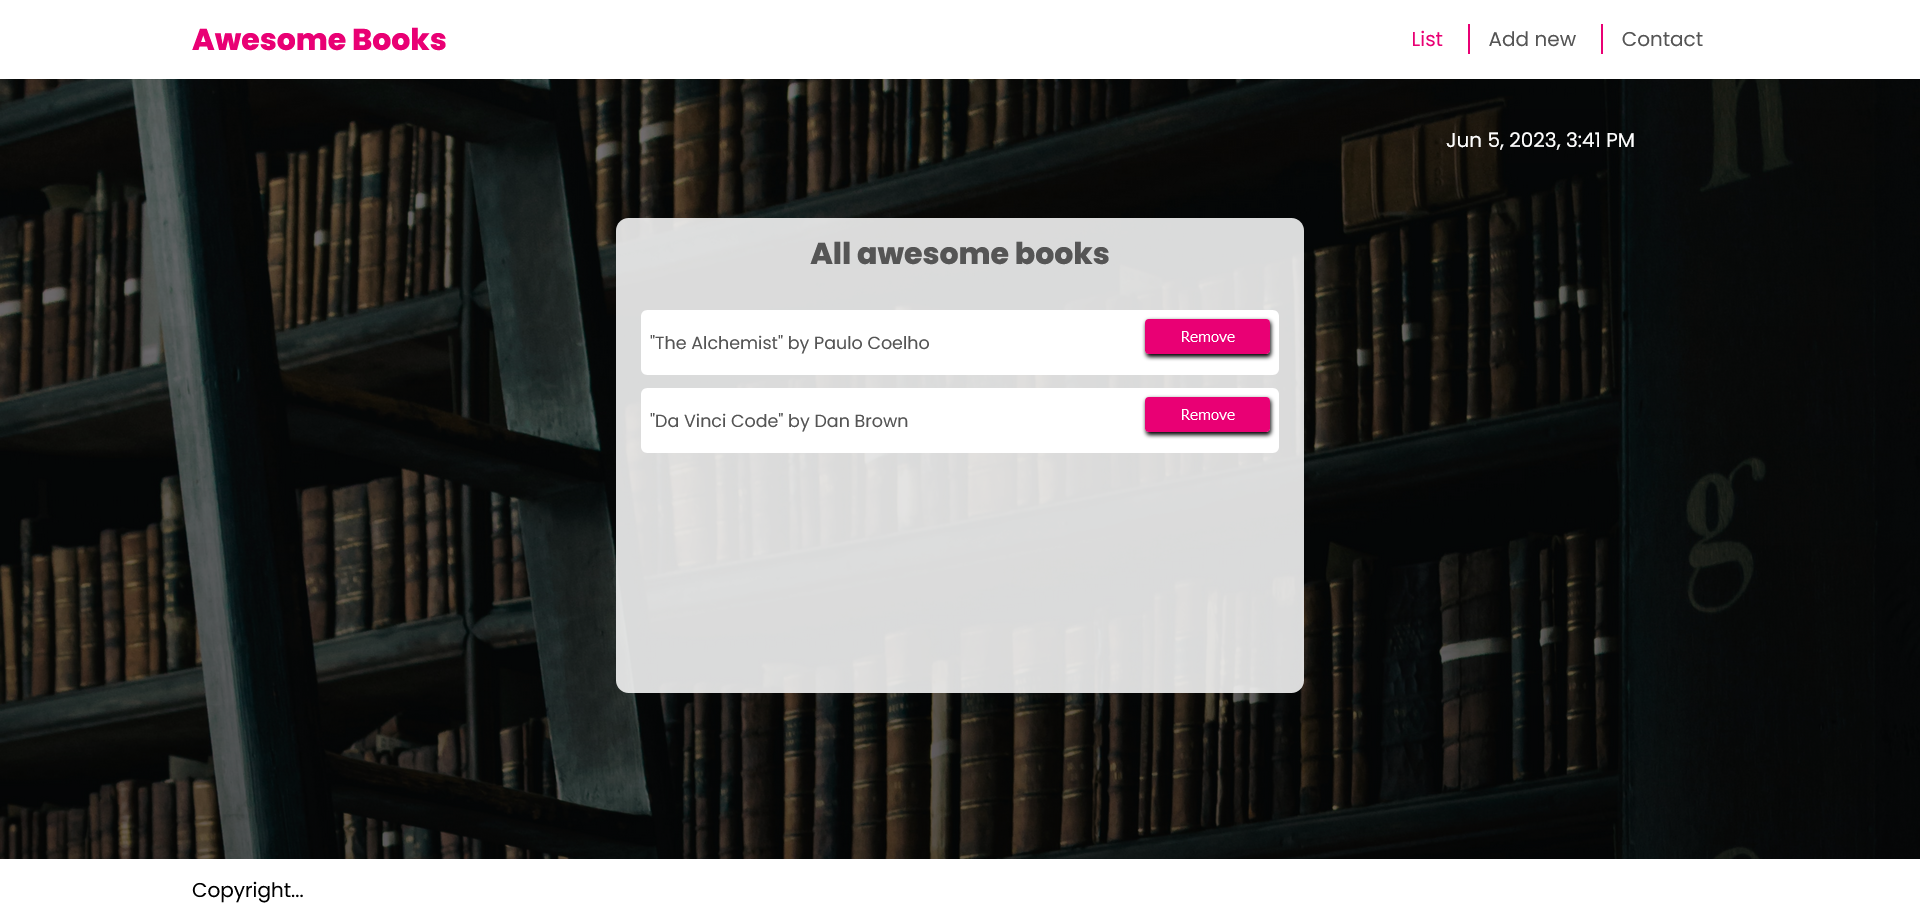 Awesome Books
List
Add new
Contact
Jun 5, 2023, 3:41 PM
All awesome books
"The Alchemist" by Paulo Coelho
Remove
"Da Vinci Code" by Dan Brown
Remove
h
g
Copyright...